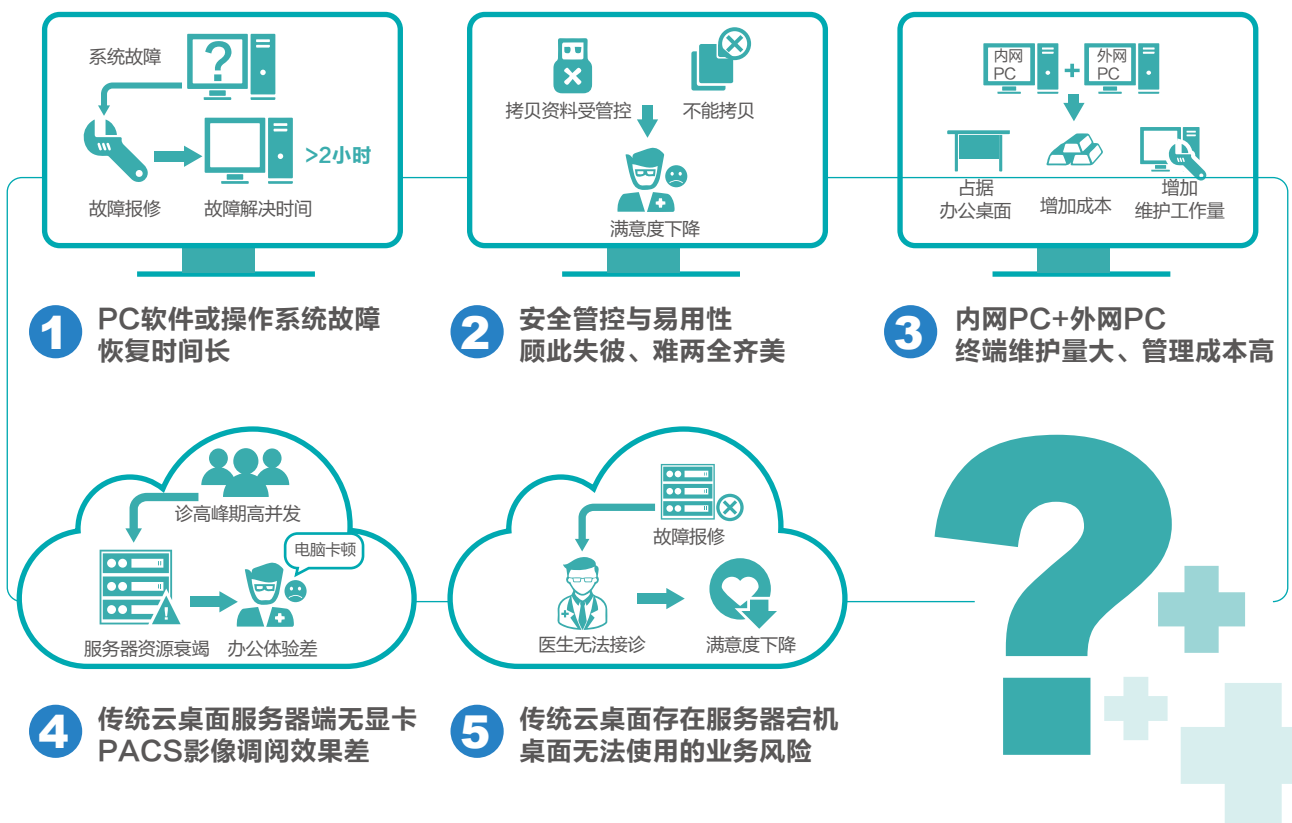 系统故障
?
>2小时
故障报修
故障解决时间
1
PC软件或操作系统故障
恢复时间长
拷贝资料受管控
不能拷贝
满意度下降
2
安全管控与易用性
顾此失彼、难两全齐美
内网
PC
+
外网
PC
占据
办公桌面
增加成本
增加
维护工作量
3
内网PC+外网PC
终端维护量大、管理成本高
诊高峰期高并发
电脑卡顿
服务器资源衰竭
办公体验差
4
传统云桌面服务器端无显卡
PACS影像调阅效果差
故障报修
医生无法接诊
满意度下降
5
传统云桌面存在服务器宕机
桌面无法使用的业务风险
?